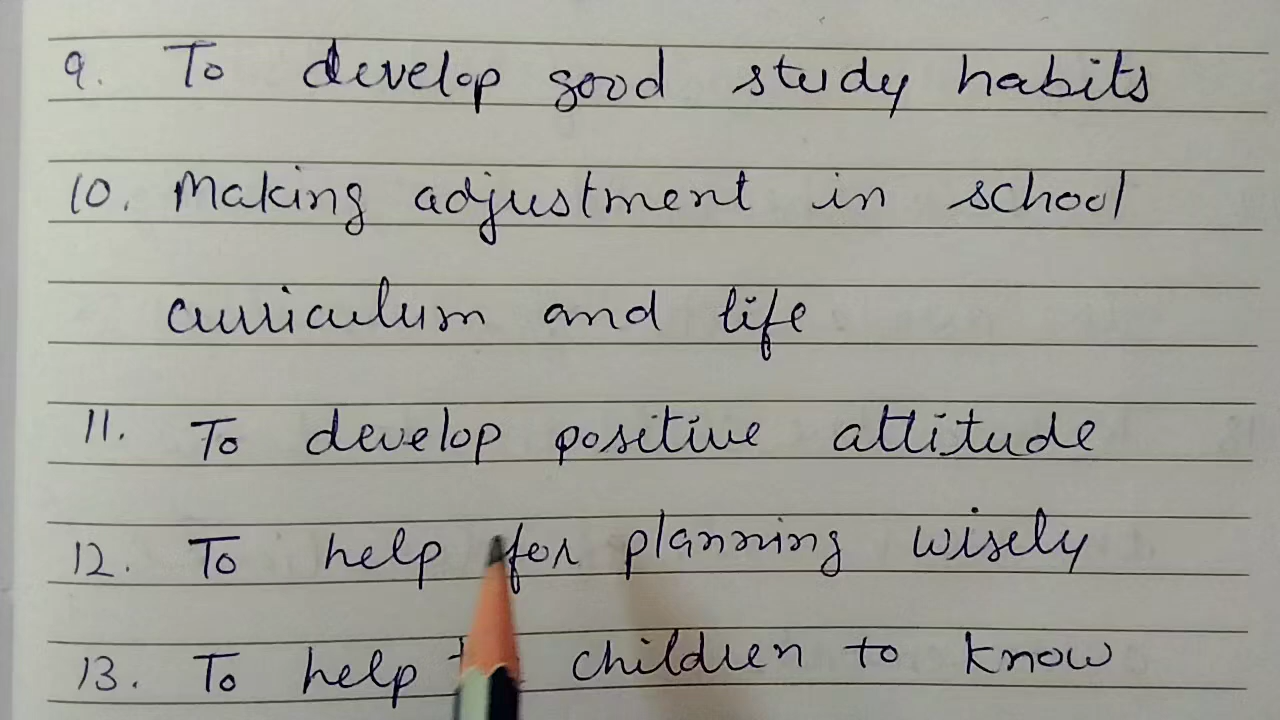 9. To develop good study habits
10. Making adjustment in school
curriculum and life
11. To develop positive attitude
12. To help for planning wisely
13. To help children to know